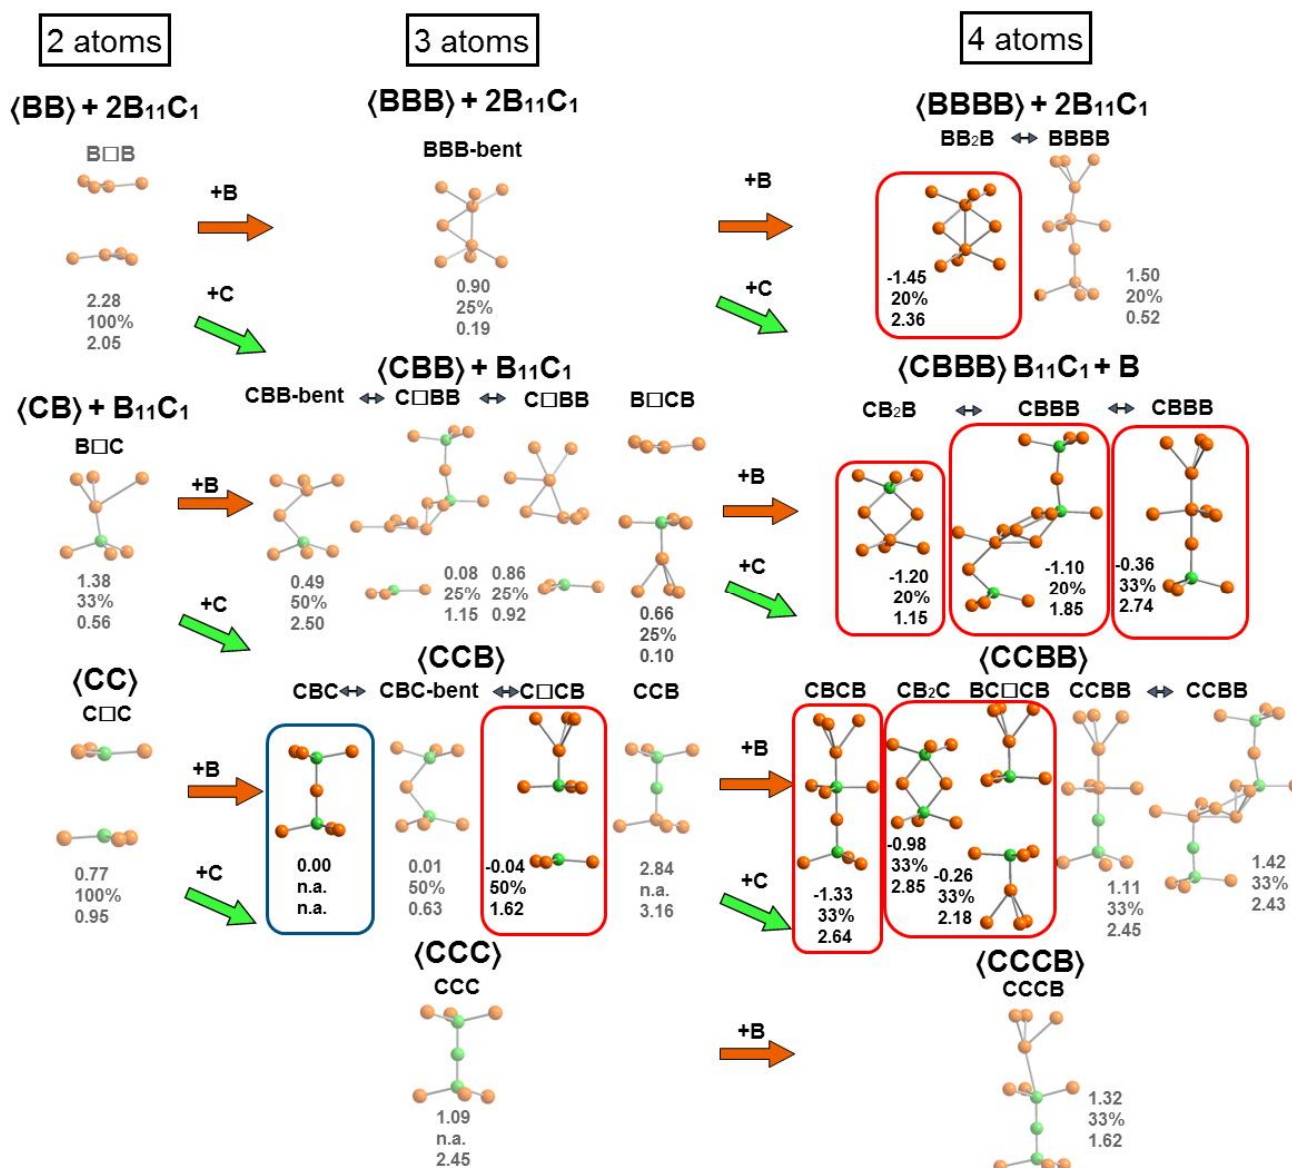 2 atoms
3 atoms
4 atoms
⟨BB⟩ + 2B₁₁C₁
⟨BBB⟩ + 2B₁₁C₁
⟨BBBB⟩ + 2B₁₁C₁
B□B
BBB-bent
BB₂B ↔ BBBB
+B
+B
+C
+C
2.28
100%
2.05
0.90
25%
0.19
-1.45
20%
2.36
1.50
20%
0.52
⟨CB⟩ + B₁₁C₁
⟨CBB⟩ + B₁₁C₁
⟨CBBB⟩ B₁₁C₁ + B
B□C
CBB-bent ↔ C□BB ↔ C□BB
B□CB
CB₂B ↔ CBBB ↔ CBBB
+B
+B
+C
+C
1.38
33%
0.56
0.49
50%
2.50
0.08
25%
1.15
0.86
25%
0.92
0.66
25%
0.10
-1.20
20%
1.15
-1.10
20%
1.85
-0.36
33%
2.74
⟨CC⟩
⟨CCB⟩
⟨CCBB⟩
C□C
CBC ↔ CBC-bent ↔ C□CB
CCB
CBCB
CB₂C
BC□CB
CCBB ↔ CCBB
+B
+B
+C
+C
0.77
100%
0.95
0.00
n.a.
n.a.
0.01
50%
0.63
-0.04
50%
1.62
2.84
n.a.
3.16
-1.33
33%
2.64
-0.98
33%
2.85
-0.26
33%
2.18
1.11
33%
2.45
1.42
33%
2.43
⟨CCC⟩
⟨CCCB⟩
CCC
CCCB
+B
1.09
n.a.
2.45
1.32
33%
1.62